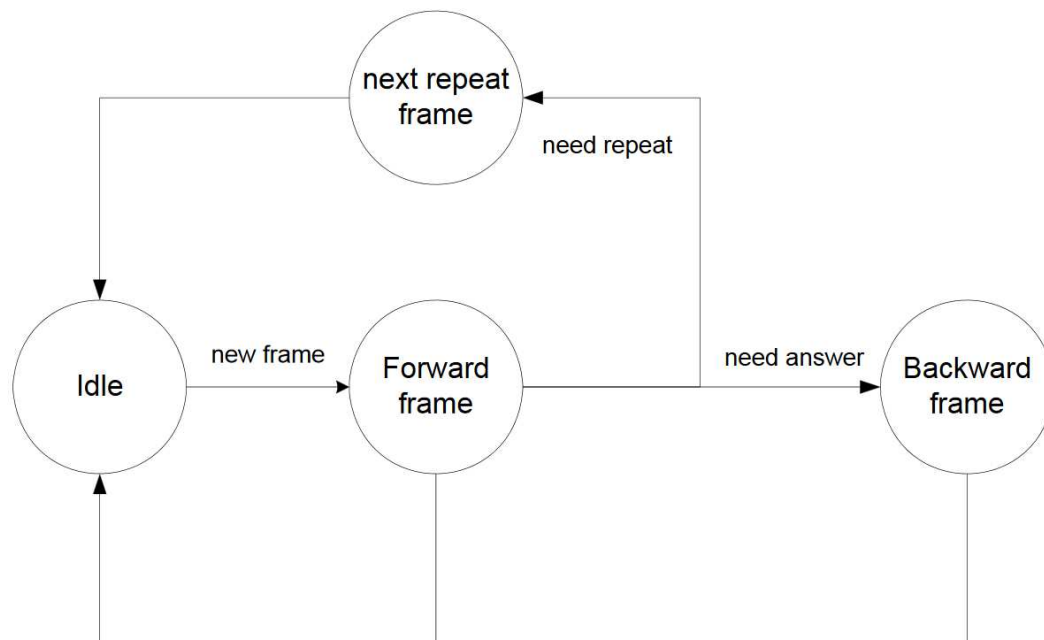 next repeat
frame
need repeat
new frame
need answer
Idle
Forward
frame
Backward
frame